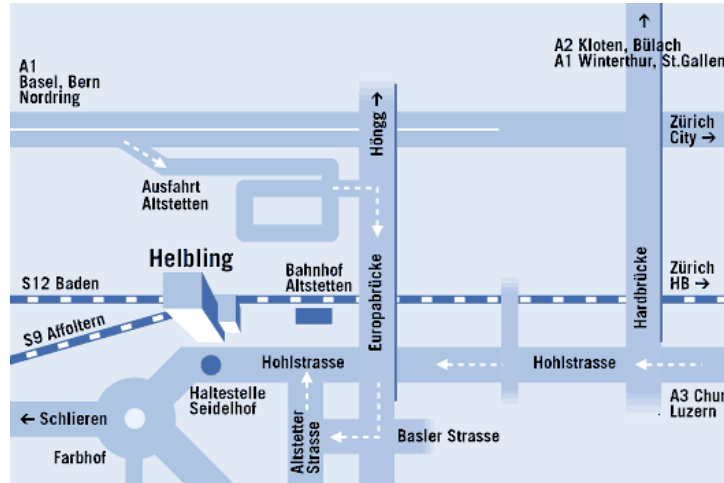 A2 Kloten, Bülach
A1 Winterthur, St.Gallen
A1
Basel, Bern
Nordring
Höngg
Zürich
City →
Ausfahrt
Altstetten
Helbling
Bahnhof
Altstetten
S12 Baden
Europabrücke
Hardbrücke
Zürich
HB →
S9 Affoltern
Hohlstrasse
Hohlstrasse
Haltestelle
Seidelhof
A3 Chur
Luzern
← Schlieren
Altstetter
Strasse
Basler Strasse
Farbhof